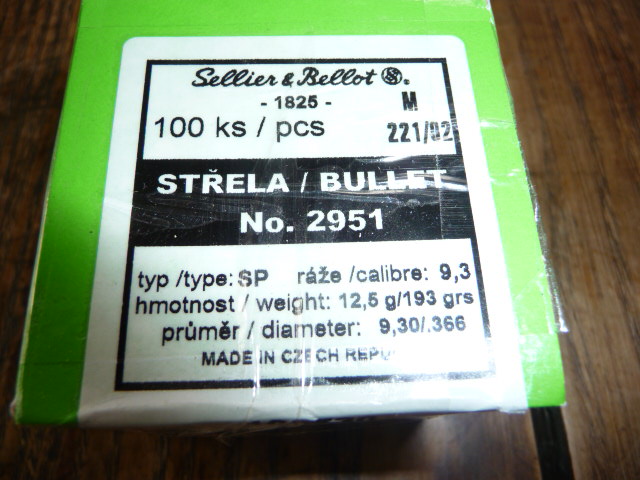 Sellier & Bellot S&B.
- 1825 -
M
100 ks / pcs
221/02
STŘELA / BULLET
No. 2951
typ /type: SP ráže /calibre: 9,3
hmotnost / weight: 12,5 g/193 grs
průměr / diameter: 9,30/.366
MADE IN CZECH REPU